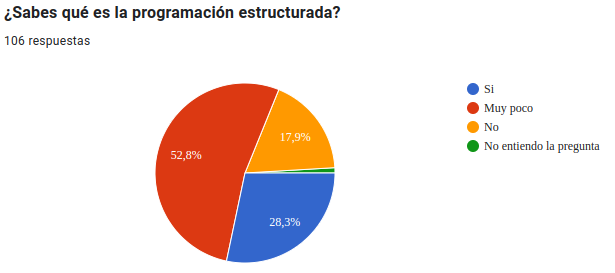 ¿Sabes qué es la programación estructurada?
106 respuestas
Si
Muy poco
No
No entiendo la pregunta
17,9%
52,8%
28,3%